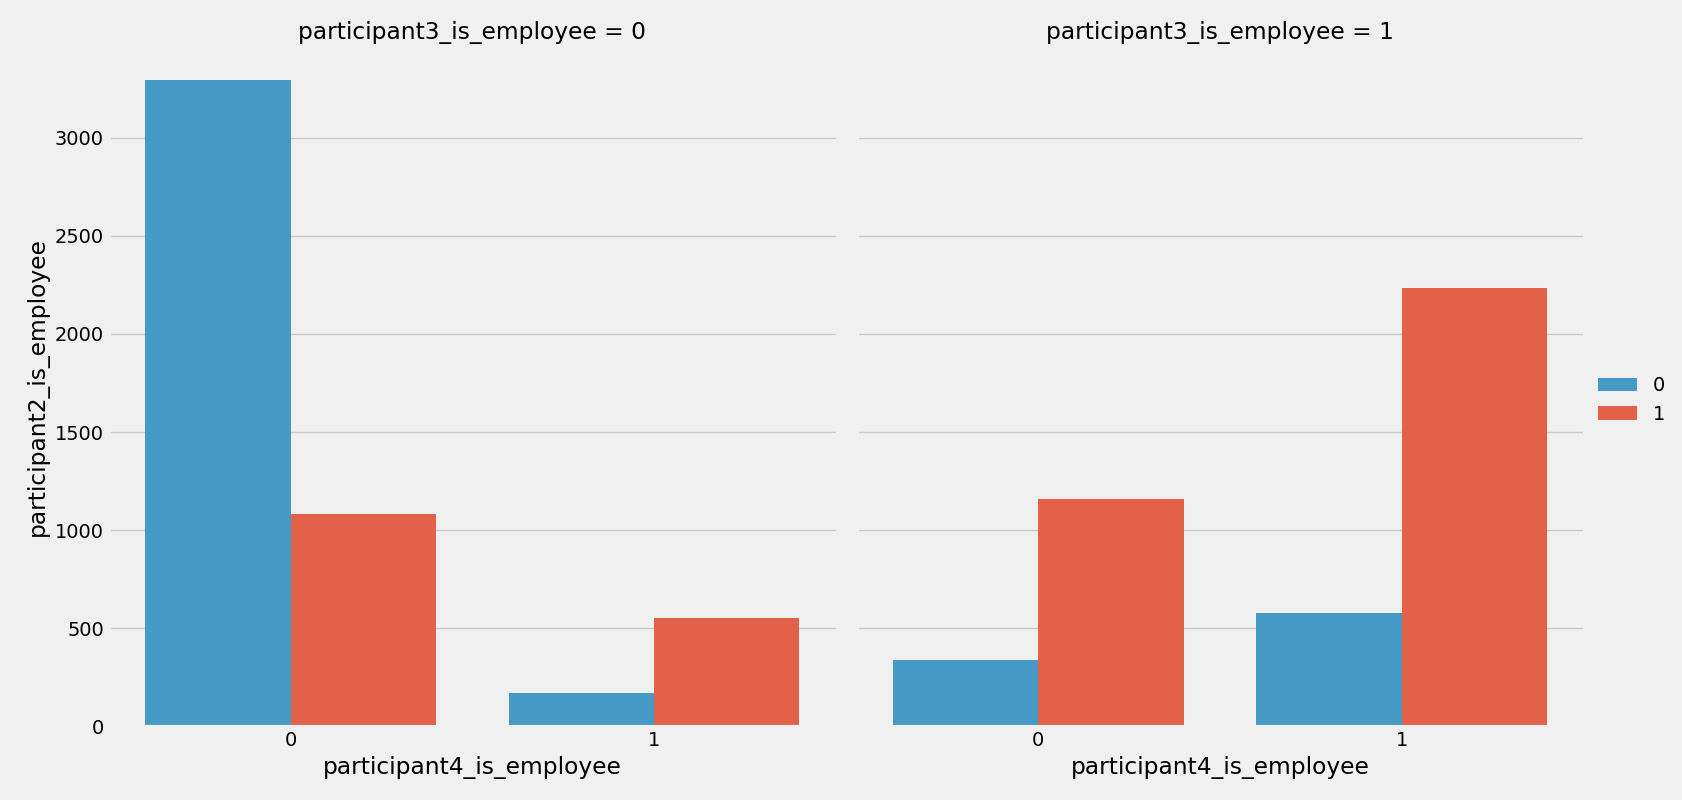 participant3_is_employee = 0
participant3_is_employee = 1
participant2_is_employee
3000
2500
2000
1500
1000
500
0
0 1
0 1
participant4_is_employee
participant4_is_employee
0
1